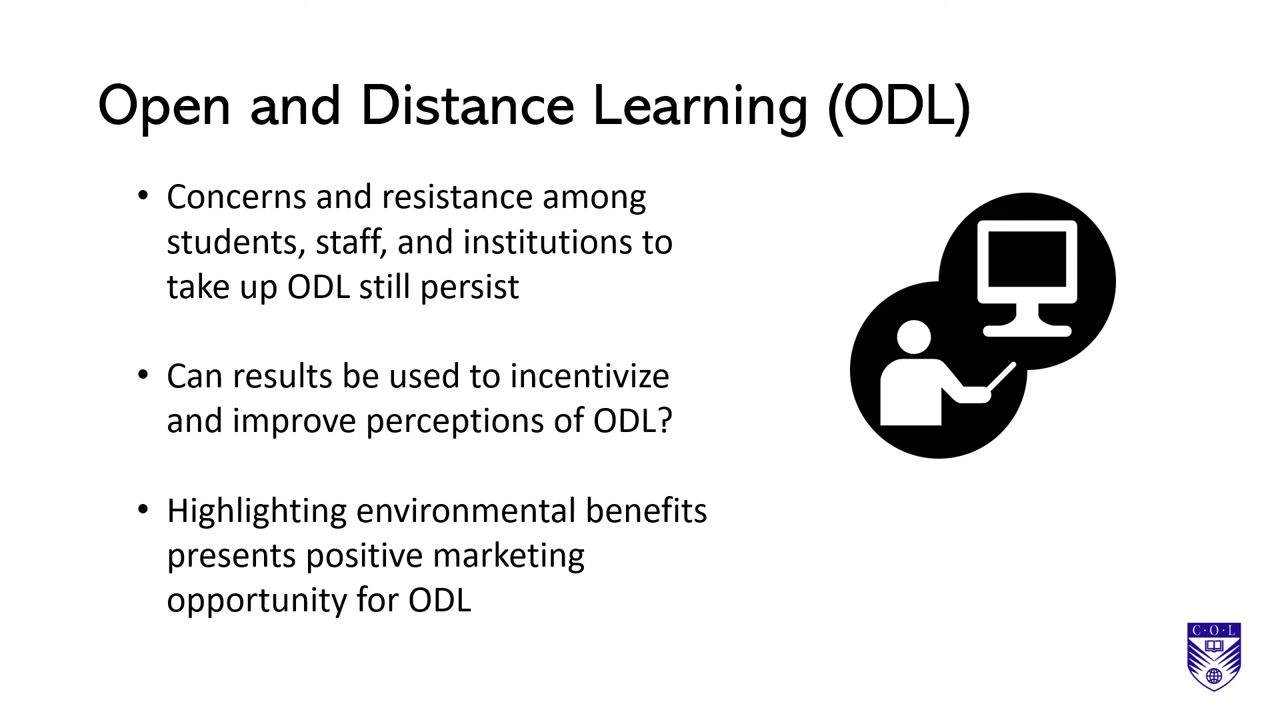 Open and Distance Learning (ODL)
• Concerns and resistance among
students, staff, and institutions to
take up ODL still persist
• Can results be used to incentivize
and improve perceptions of ODL?
• Highlighting environmental benefits
presents positive marketing
opportunity for ODL
C·O·L